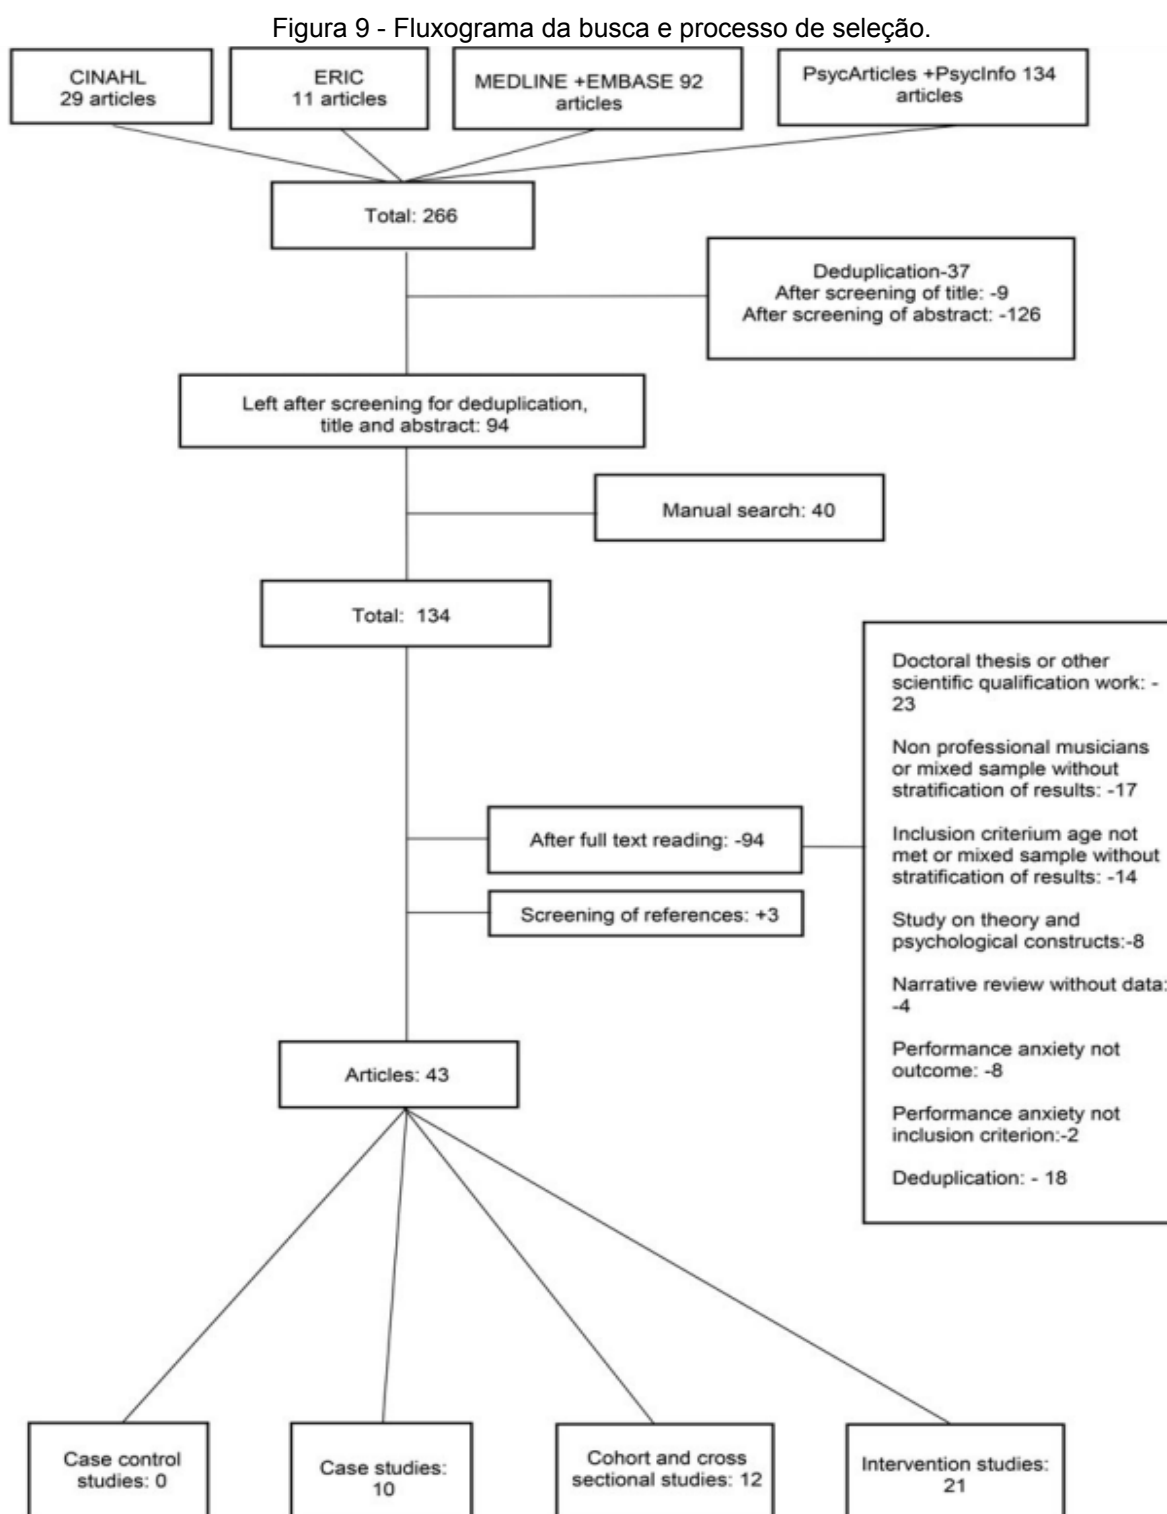 Figura 9 - Fluxograma da busca e processo de seleção.
CINAHL
29 articles
ERIC
11 articles
MEDLINE +EMBASE 92
articles
PsycArticles +PsycInfo 134
articles
Total: 266
Deduplication-37
After screening of title: -9
After screening of abstract: -126
Left after screening for deduplication,
title and abstract: 94
Manual search: 40
Total: 134
After full text reading: -94
Screening of references: +3
Doctoral thesis or other
scientific qualification work: -
23
Non professional musicians
or mixed sample without
stratification of results: -17
Inclusion criterium age not
met or mixed sample without
stratification of results: -14
Study on theory and
psychological constructs:-8
Narrative review without data:
-4
Performance anxiety not
outcome: -8
Performance anxiety not
inclusion criterion:-2
Deduplication: - 18
Articles: 43
Case control
studies: 0
Case studies:
10
Cohort and cross
sectional studies: 12
Intervention studies:
21